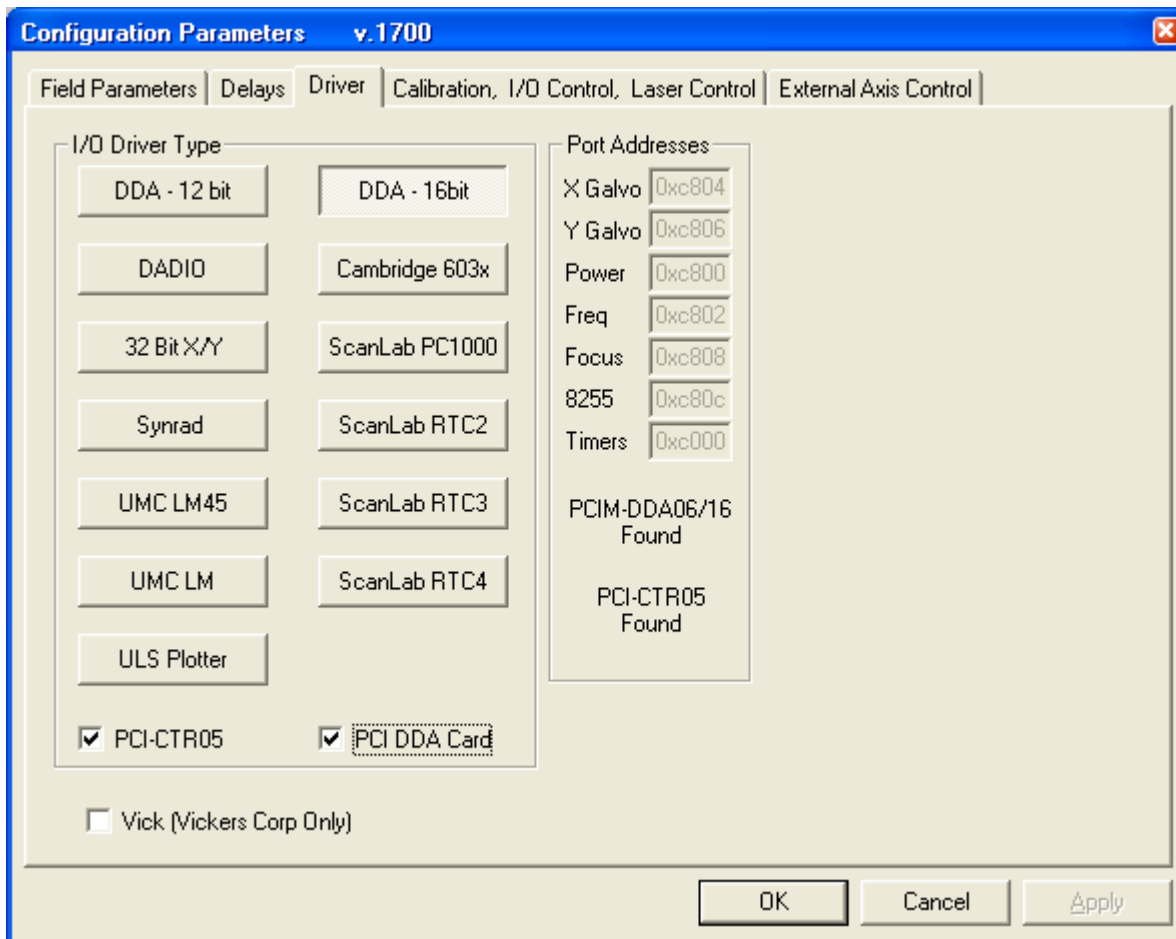 Configuration Parameters v.1700
Field Parameters Delays Driver Calibration, I/O Control, Laser Control External Axis Control
I/O Driver Type
DDA - 12 bit DDA - 16bit
DADIO Cambridge 603x
32 Bit X/Y ScanLab PC1000
Synrad ScanLab RTC2
UMC LM45 ScanLab RTC3
UMC LM ScanLab RTC4
ULS Plotter
PCI-CTR05 PCI DDA Card
Port Addresses
X Galvo 0xc804
Y Galvo 0xc806
Power 0xc800
Freq 0xc802
Focus 0xc808
8255 0xc80c
Timers 0xc000
PCIM-DDA06/16
Found
PCI-CTR05
Found
Vick (Vickers Corp Only)
OK Cancel Apply